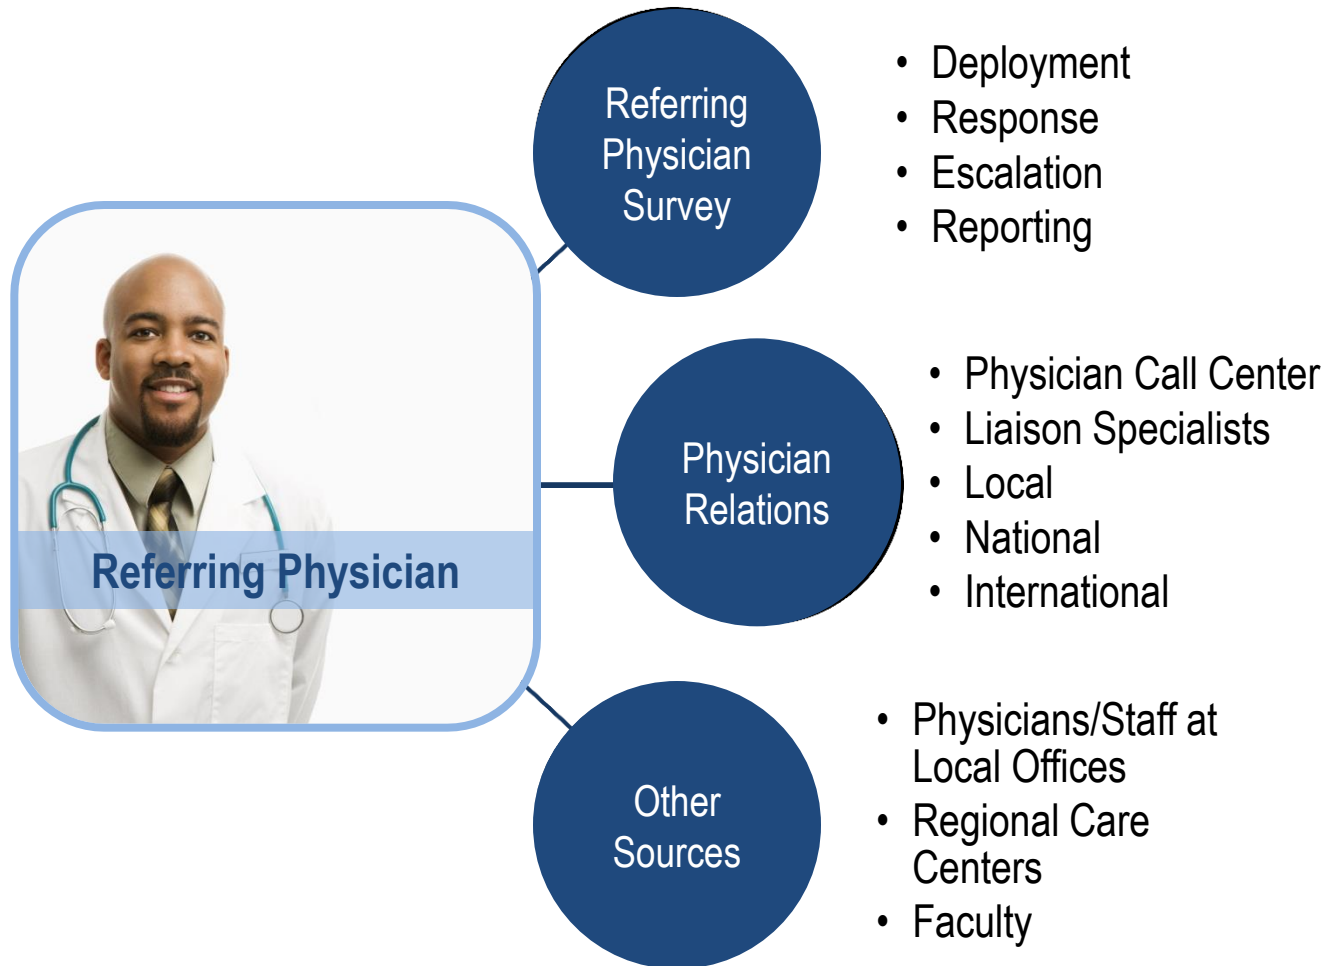 Referring Physician
Referring
Physician
Survey
• Deployment
• Response
• Escalation
• Reporting
Physician
Relations
• Physician Call Center
• Liaison Specialists
• Local
• National
• International
Other
Sources
• Physicians/Staff at
Local Offices
• Regional Care
Centers
• Faculty